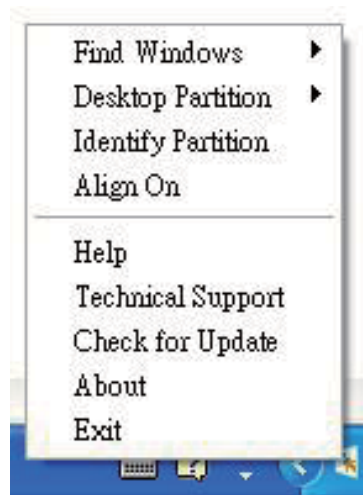 Find Windows
Desktop Partition
Identify Partition
Align On
Help
Technical Support
Check for Update
About
Exit